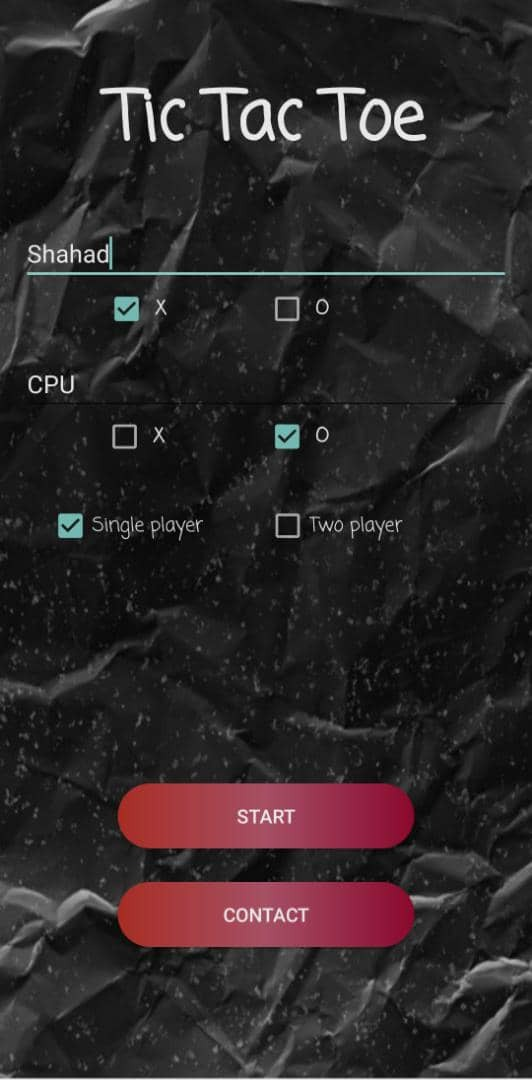 Tic Tac Toe
Shahad
X O
CPU
X O
Single player Two player
START
CONTACT